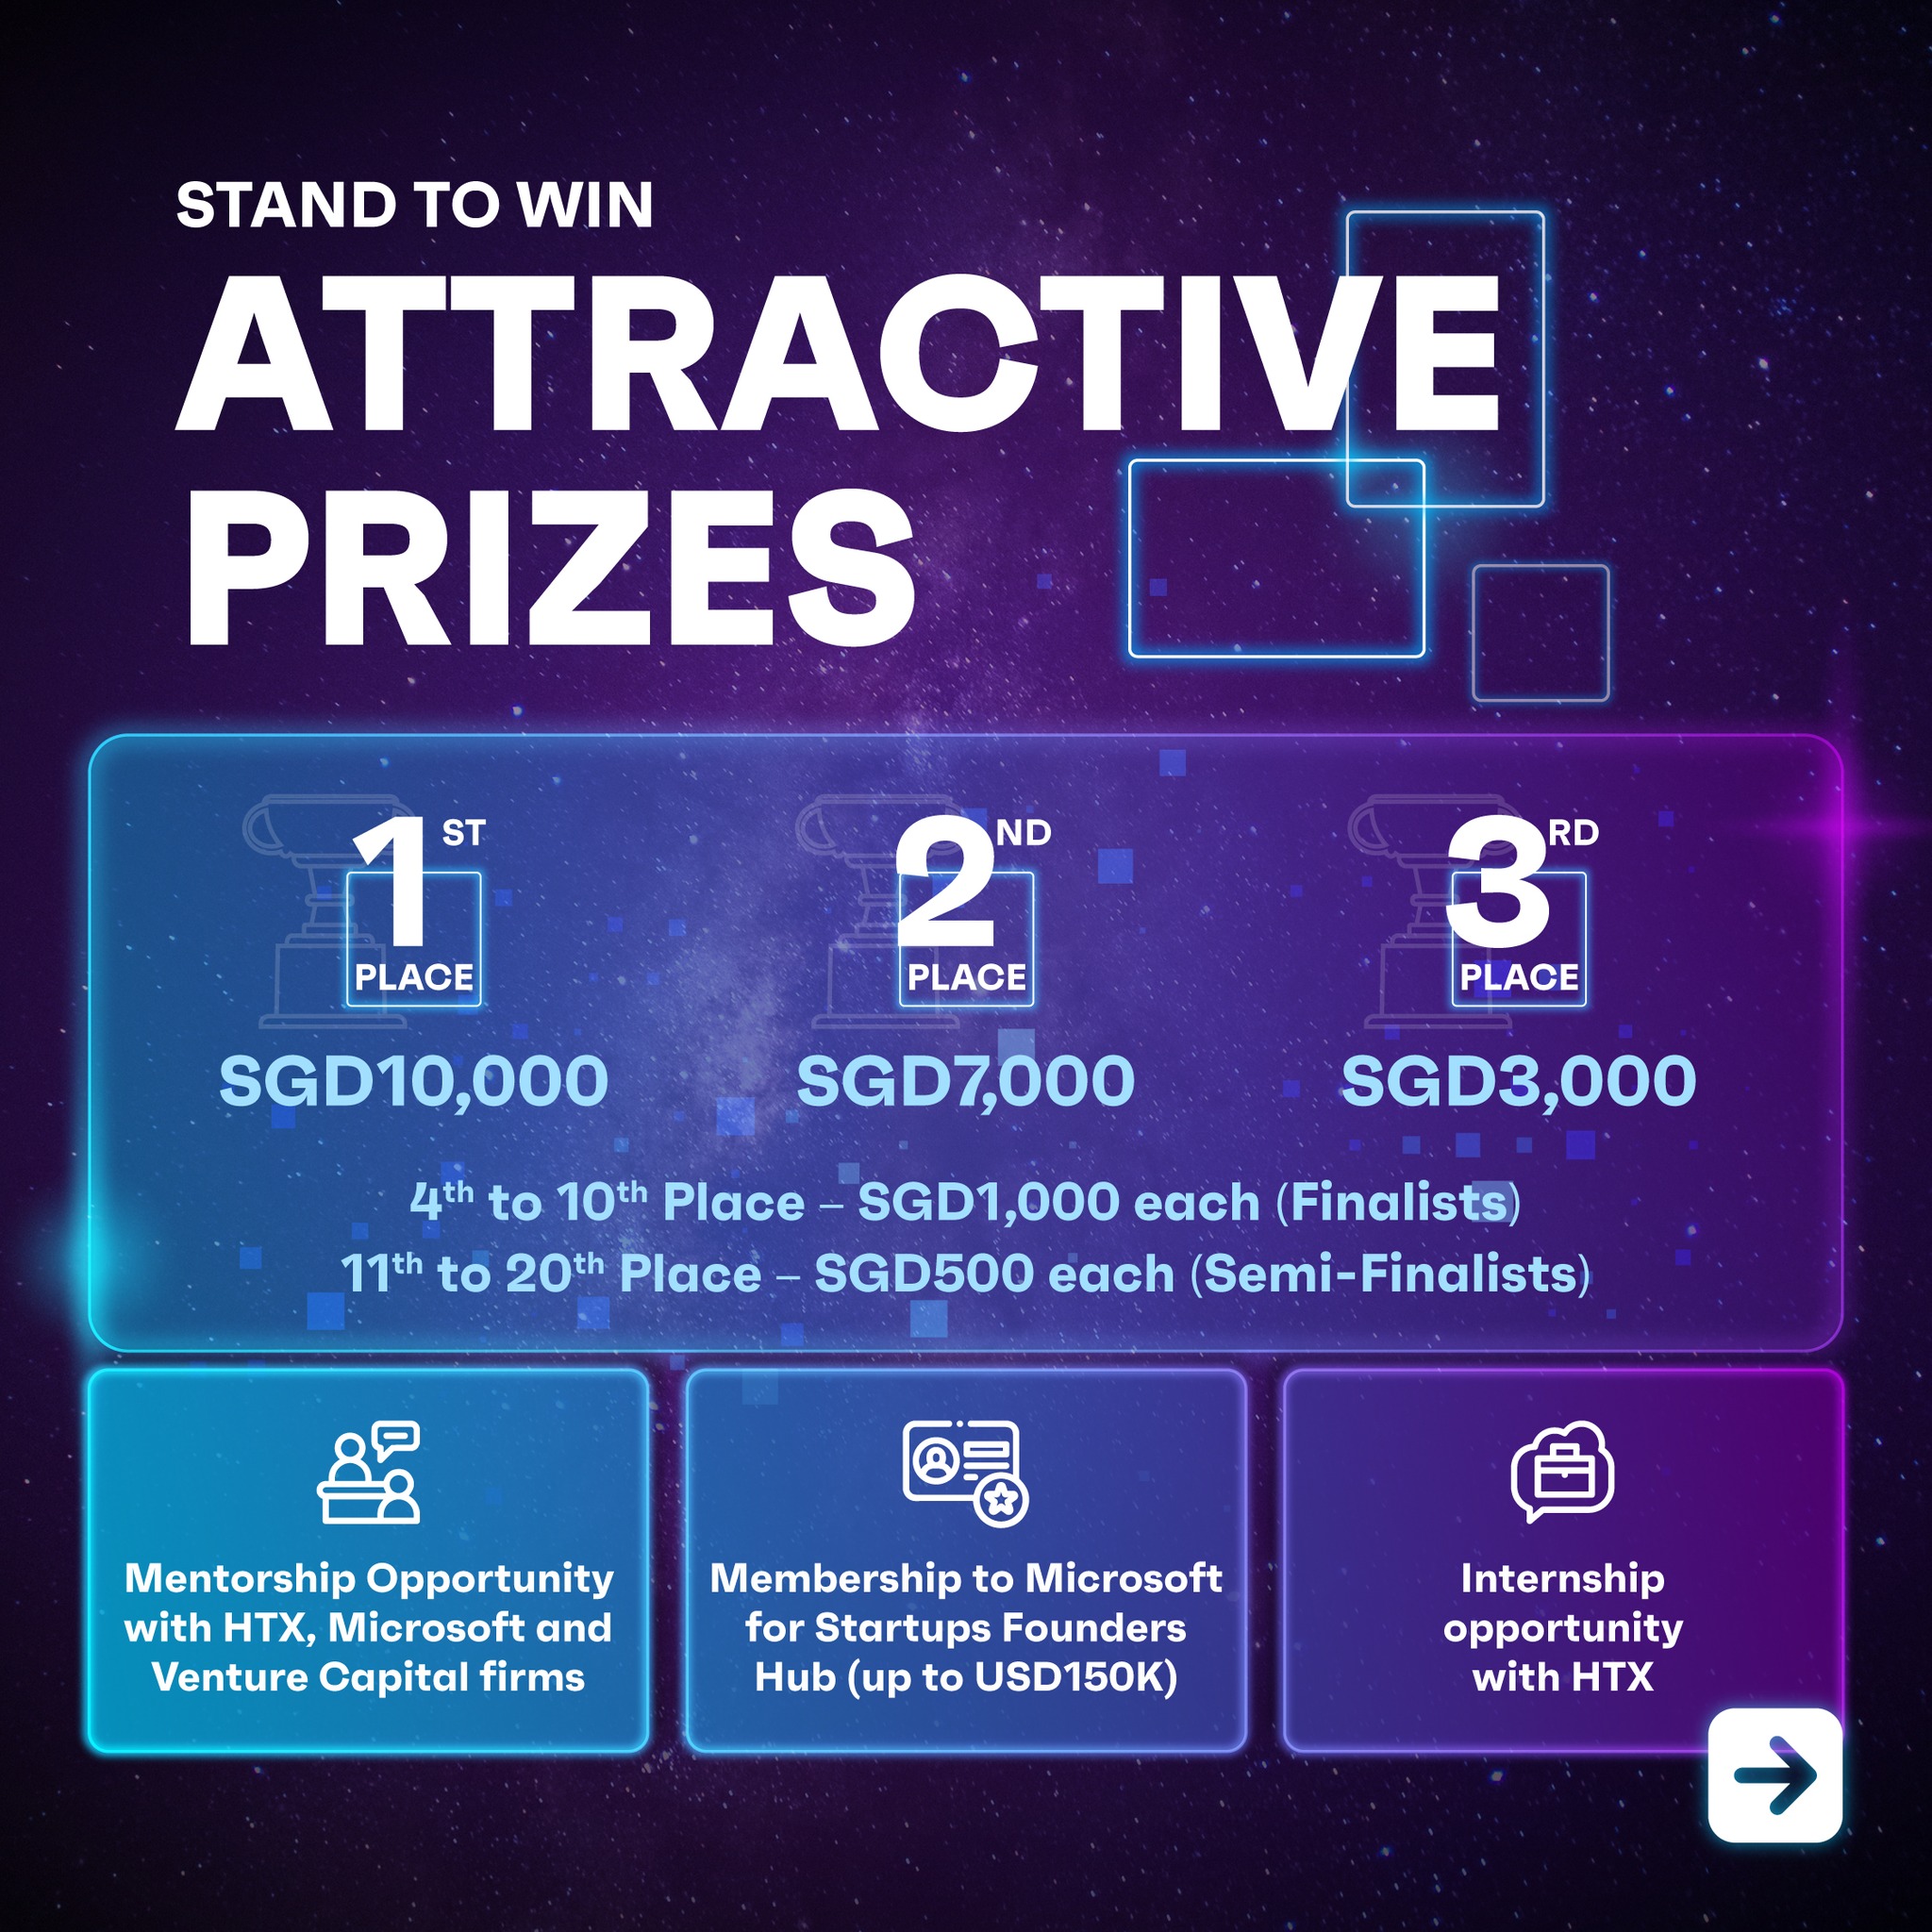 STAND TO WIN
ATTRACTIVE
PRIZES
1ST PLACE
2ND PLACE
3RD PLACE
SGD10,000
SGD7,000
SGD3,000
4th to 10th Place – SGD1,000 each (Finalists)
11th to 20th Place – SGD500 each (Semi-Finalists)
Mentorship Opportunity
with HTX, Microsoft and
Venture Capital firms
Membership to Microsoft
for Startups Founders
Hub (up to USD150K)
Internship
opportunity
with HTX